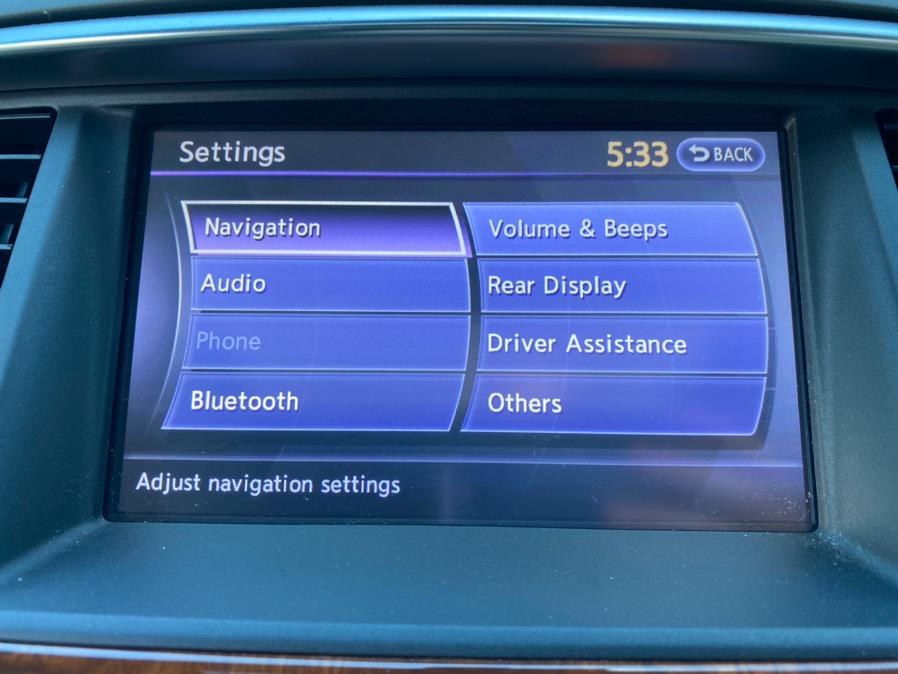 Settings
5:33
BACK
Navigation
Volume & Beeps
Audio
Rear Display
Phone
Driver Assistance
Bluetooth
Others
Adjust navigation settings